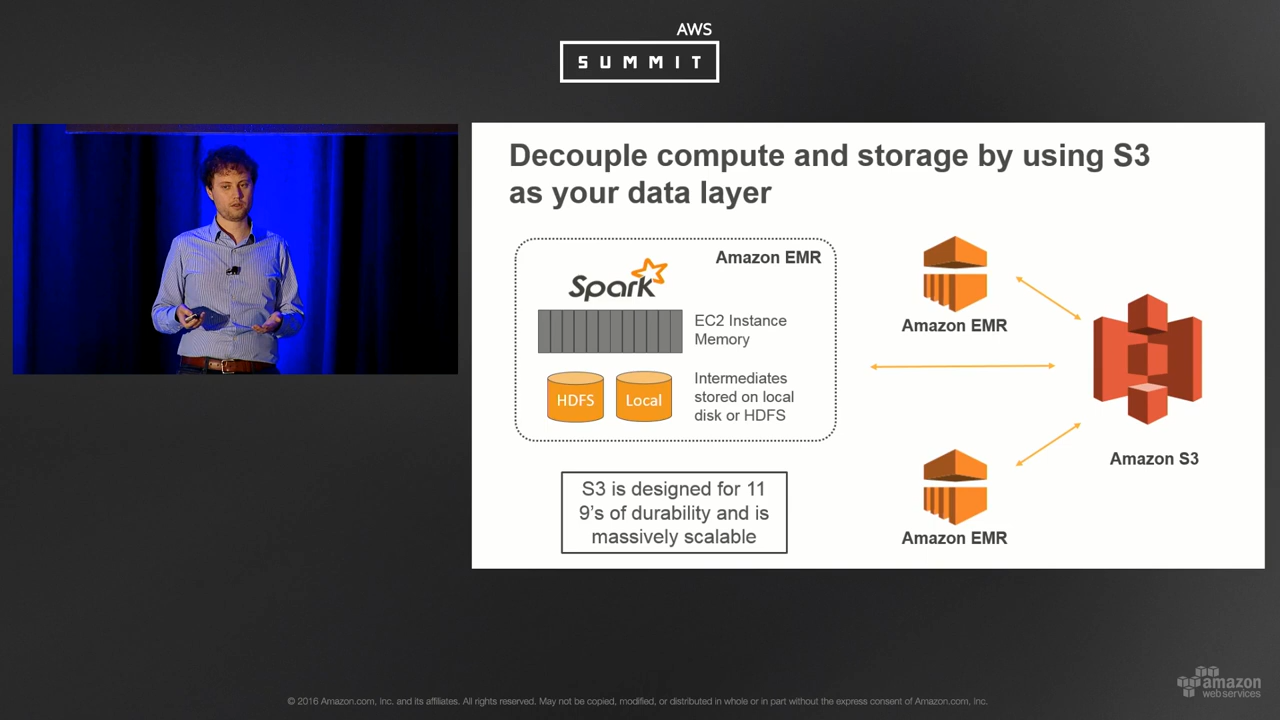 AWS
SUMMIT
Decouple compute and storage by using S3
as your data layer
Amazon EMR
Spark
EC2 Instance
Memory
HDFS
Local
Intermediates
stored on local
disk or HDFS
S3 is designed for 11
9’s of durability and is
massively scalable
Amazon EMR
Amazon EMR
Amazon S3
amazon
web services
© 2016 Amazon.com, Inc. and its affiliates. All rights reserved. May not be copied, modified, or distributed in whole or in part without the express consent of Amazon.com, Inc.